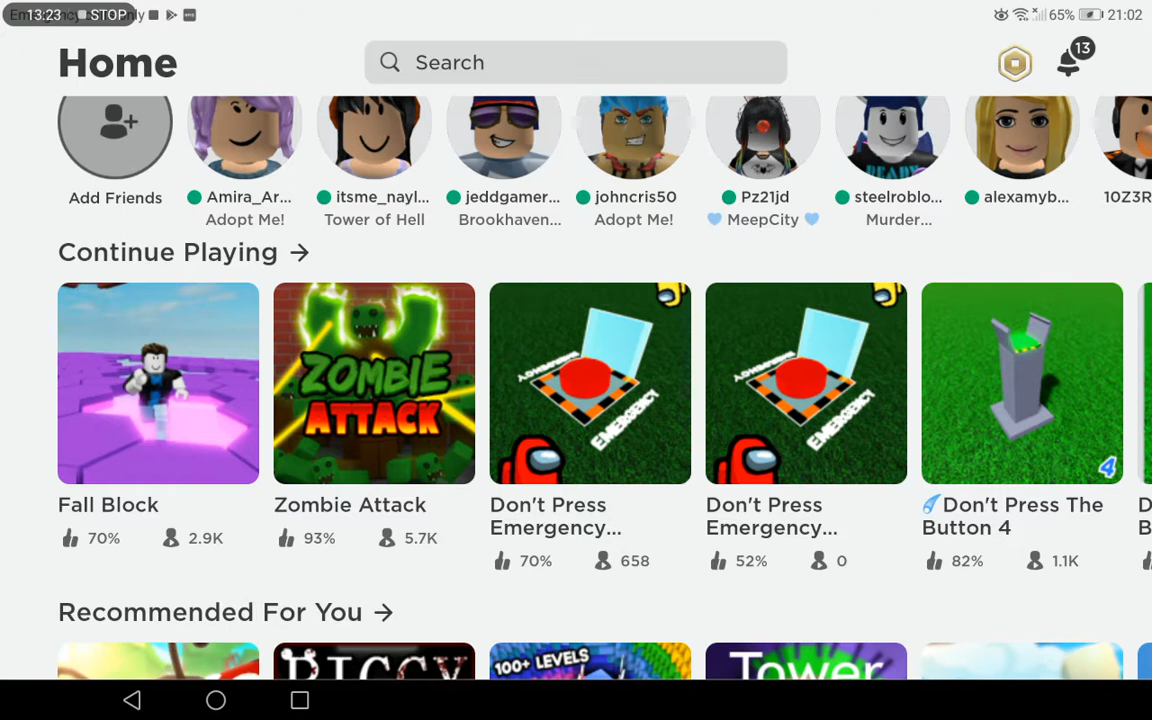 13:23 STOP
65% 21:02
Home
Search
13
Add Friends
Amira_Ar...
Adopt Me!
itsme_nayl...
Tower of Hell
jeddgamer...
Brookhaven...
johncris50
Adopt Me!
Pz21jd
💙 MeepCity 💙
steelroblo...
Murder...
alexamyb...
10Z3R
READY
Continue Playing →
ZOMBIE
ATTACK
EMERGENCY
EMERGENCY
4
Fall Block
70% 2.9K
Zombie Attack
93% 5.7K
Don't Press
Emergency...
70% 658
Don't Press
Emergency...
52% 0
Don't Press The
Button 4
82% 1.1K
Recommended For You →
PIGGY
100+ LEVELS
Tower